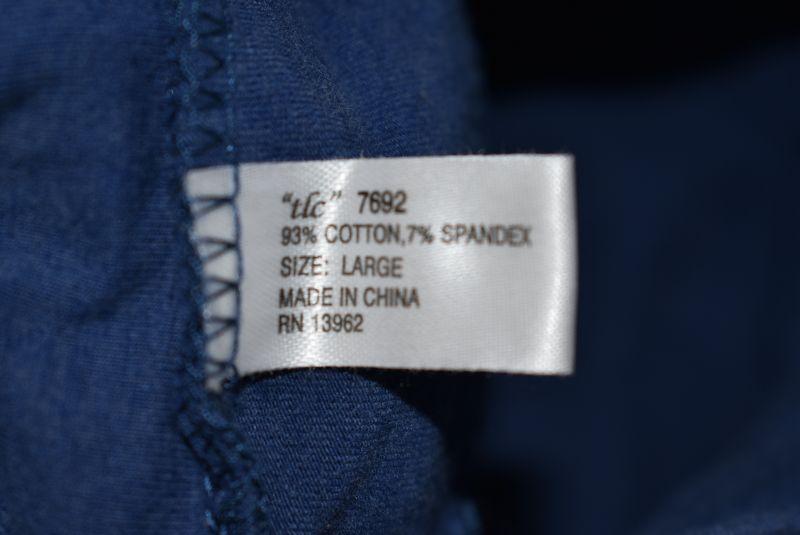 "tlc" 7692
93% COTTON,7% SPANDEX
SIZE: LARGE
MADE IN CHINA
RN 13962